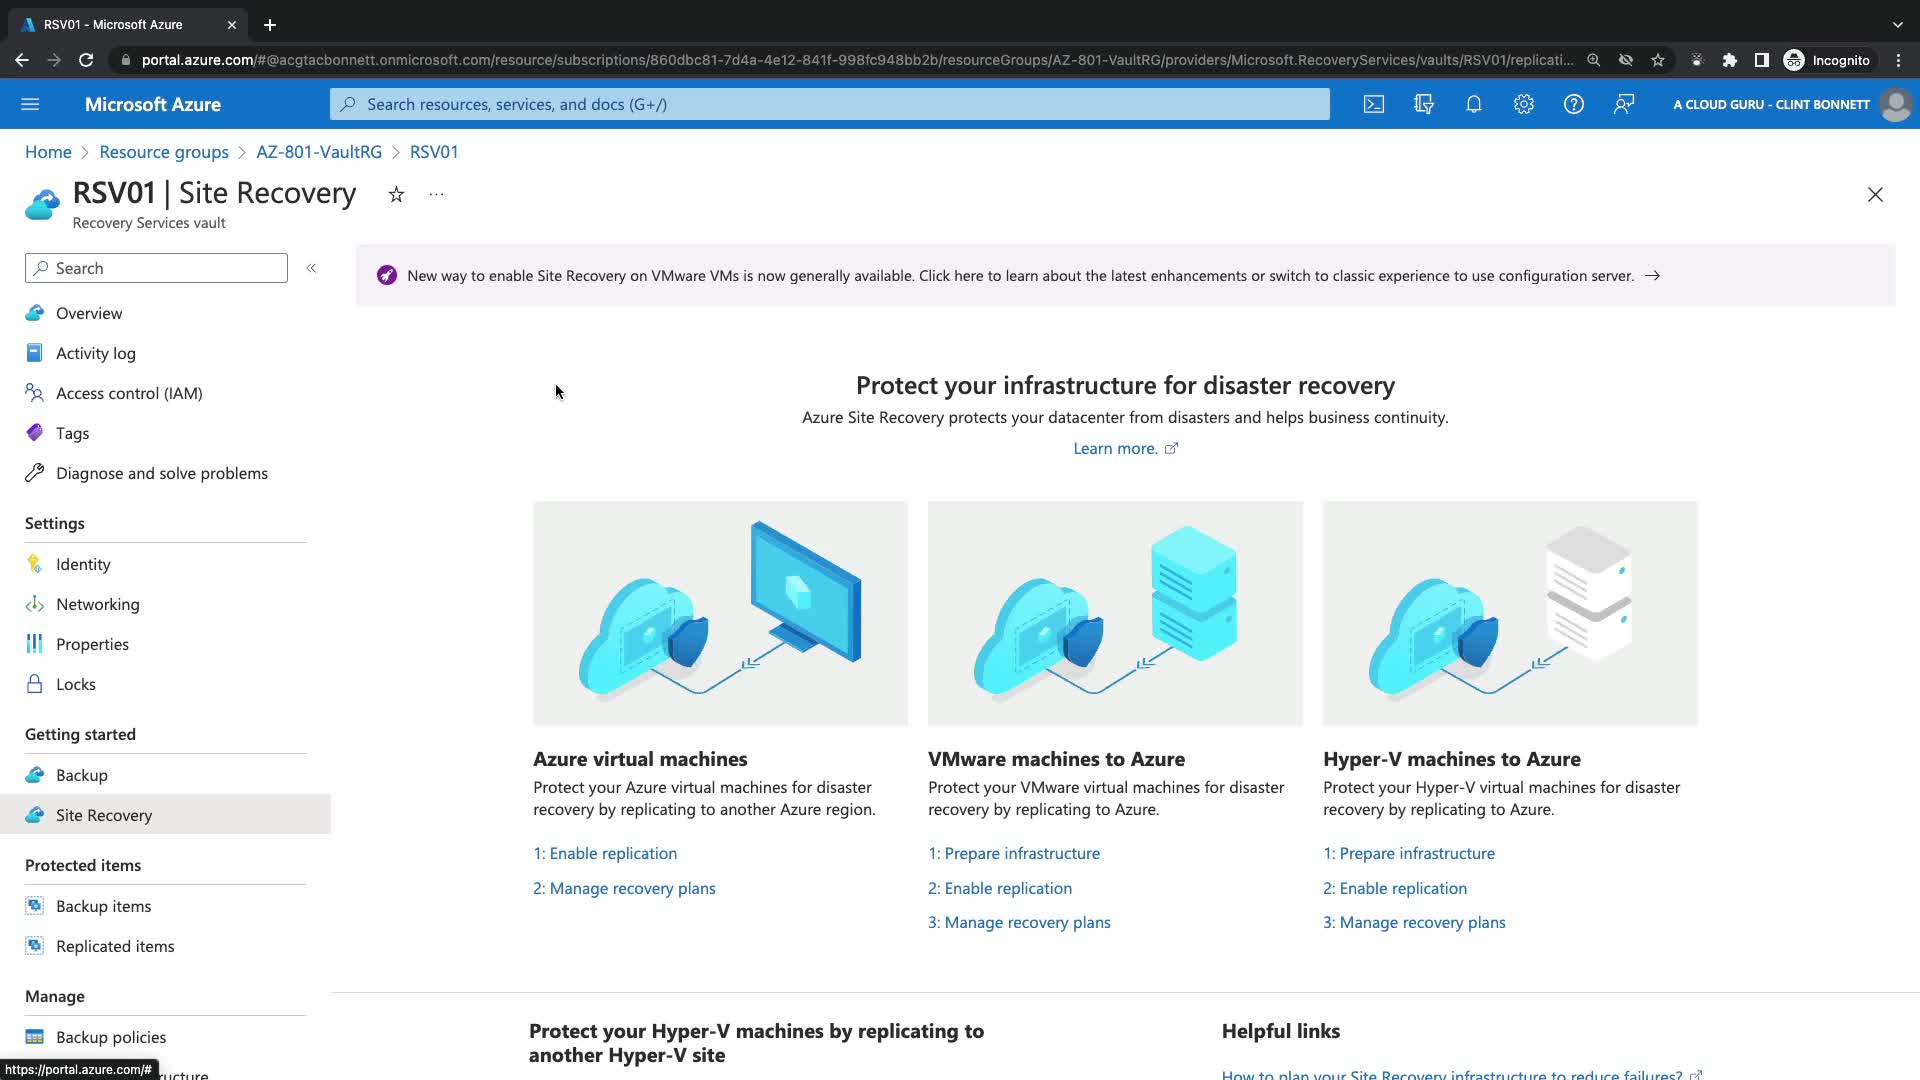 RSV01 - Microsoft Azure
portal.azure.com/#@acgtacbonnett.onmicrosoft.com/resource/subscriptions/860dbc81-7d4a-4e12-841f-998fc948bb2b/resourceGroups/AZ-801-VaultRG/providers/Microsoft.RecoveryServices/vaults/RSV01/replicati...
Incognito
Microsoft Azure
Search resources, services, and docs (G+/)
A CLOUD GURU - CLINT BONNETT
Home > Resource groups > AZ-801-VaultRG > RSV01
RSV01 | Site Recovery
Recovery Services vault
Search
New way to enable Site Recovery on VMware VMs is now generally available. Click here to learn about the latest enhancements or switch to classic experience to use configuration server. →
Overview
Activity log
Access control (IAM)
Tags
Diagnose and solve problems
Settings
Identity
Networking
Properties
Locks
Getting started
Backup
Site Recovery
Protected items
Backup items
Replicated items
Manage
Backup policies
https://portal.azure.com/#
ructure
Protect your infrastructure for disaster recovery
Azure Site Recovery protects your datacenter from disasters and helps business continuity.
Learn more.
Azure virtual machines
Protect your Azure virtual machines for disaster
recovery by replicating to another Azure region.
1: Enable replication
2: Manage recovery plans
VMware machines to Azure
Protect your VMware virtual machines for disaster
recovery by replicating to Azure.
1: Prepare infrastructure
2: Enable replication
3: Manage recovery plans
Hyper-V machines to Azure
Protect your Hyper-V virtual machines for disaster
recovery by replicating to Azure.
1: Prepare infrastructure
2: Enable replication
3: Manage recovery plans
Protect your Hyper-V machines by replicating to
another Hyper-V site
Helpful links
How to plan your Site Recovery infrastructure to reduce failures?